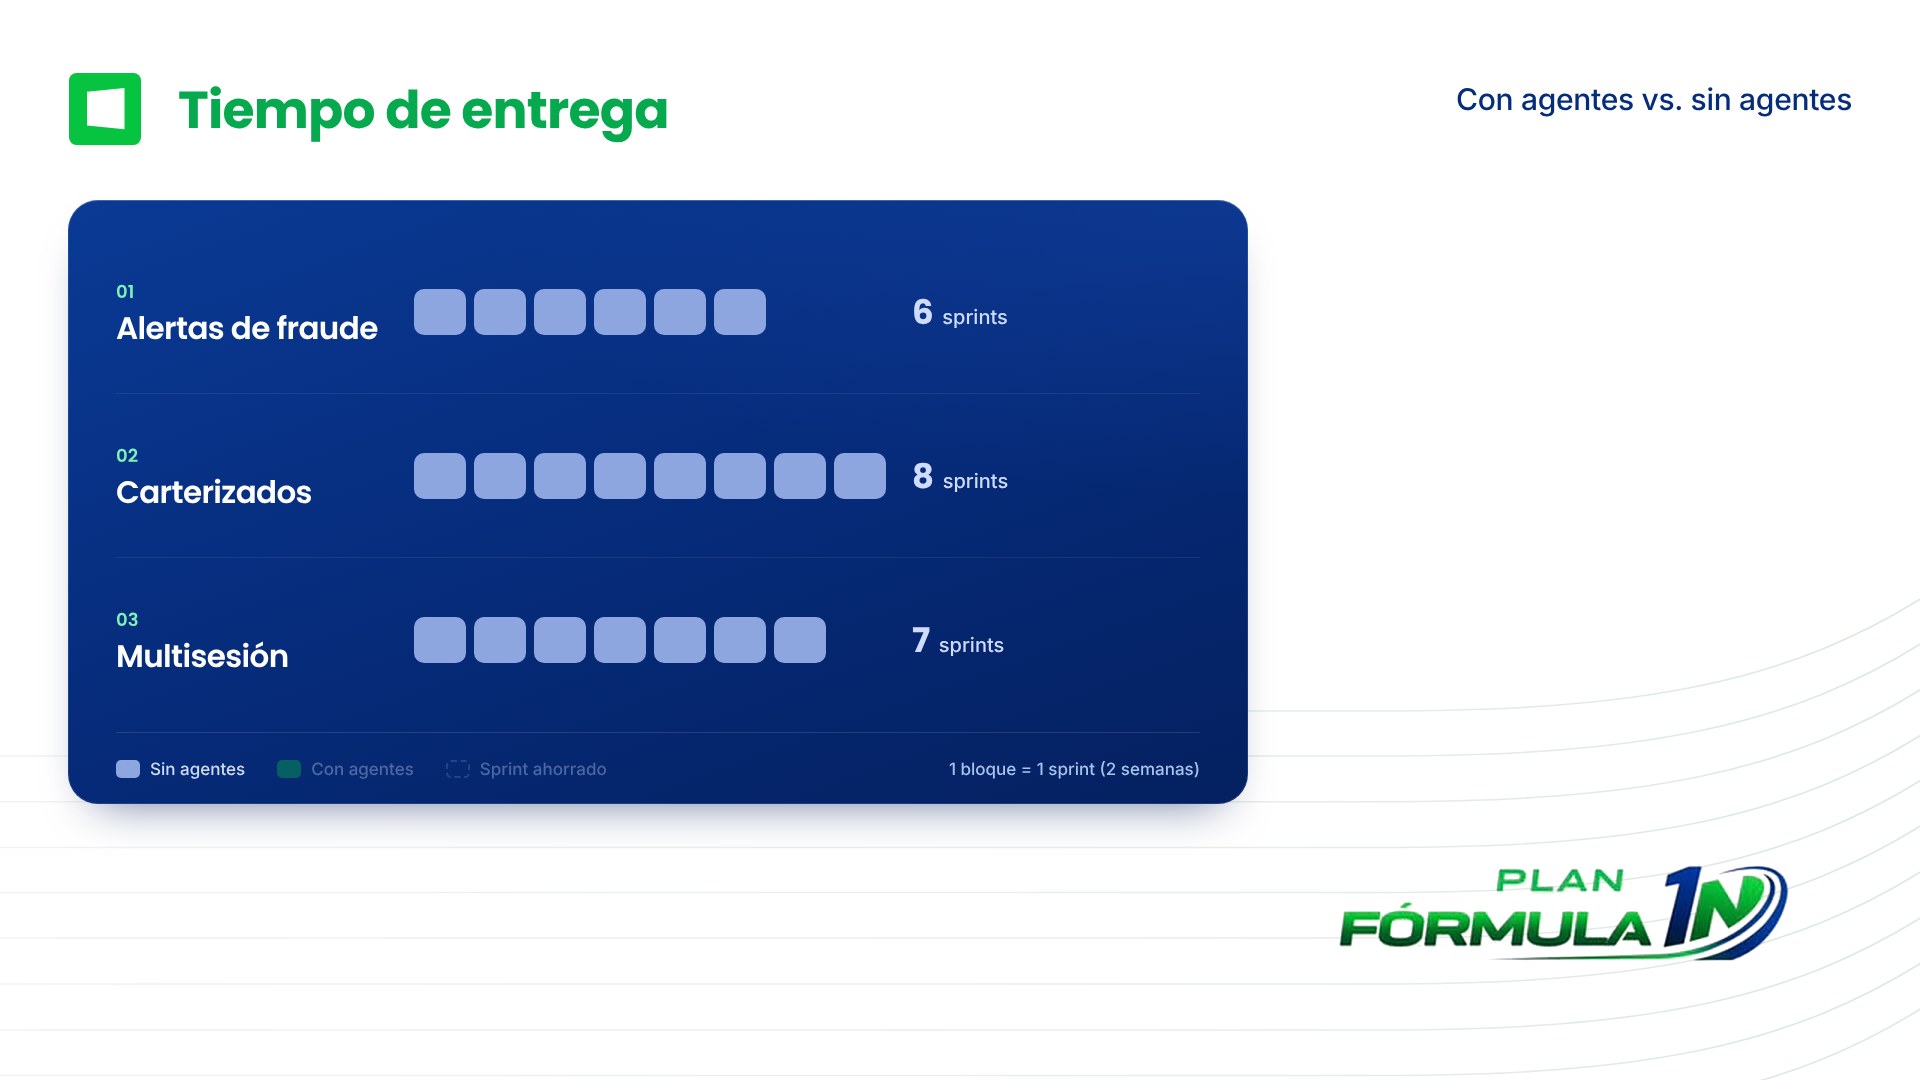 Tiempo de entrega
Con agentes vs. sin agentes
01
Alertas de fraude
6 sprints
02
Carterizados
8 sprints
03
Multisesión
7 sprints
Sin agentes
Con agentes
Sprint ahorrado
1 bloque = 1 sprint (2 semanas)
PLAN
FÓRMULA 1N